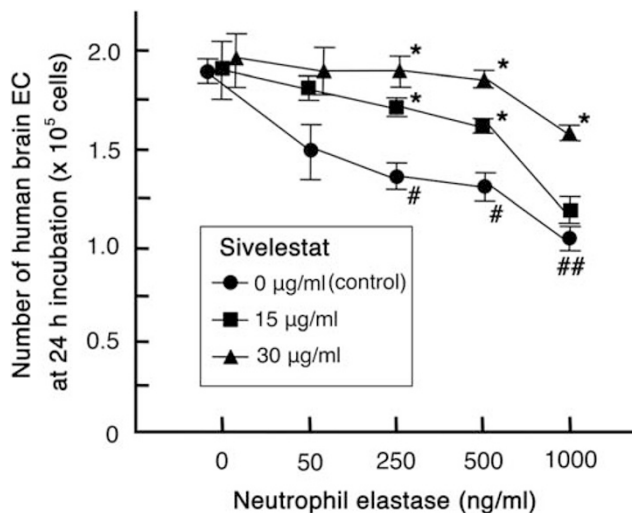 Number of human brain EC
at 24 h incubation (x 10⁵ cells)
2.0
1.5
1.0
0.5
0
*
*
*
*
*
#
#
##
Sivelestat
0 µg/ml (control)
15 µg/ml
30 µg/ml
0 50 250 500 1000
Neutrophil elastase (ng/ml)